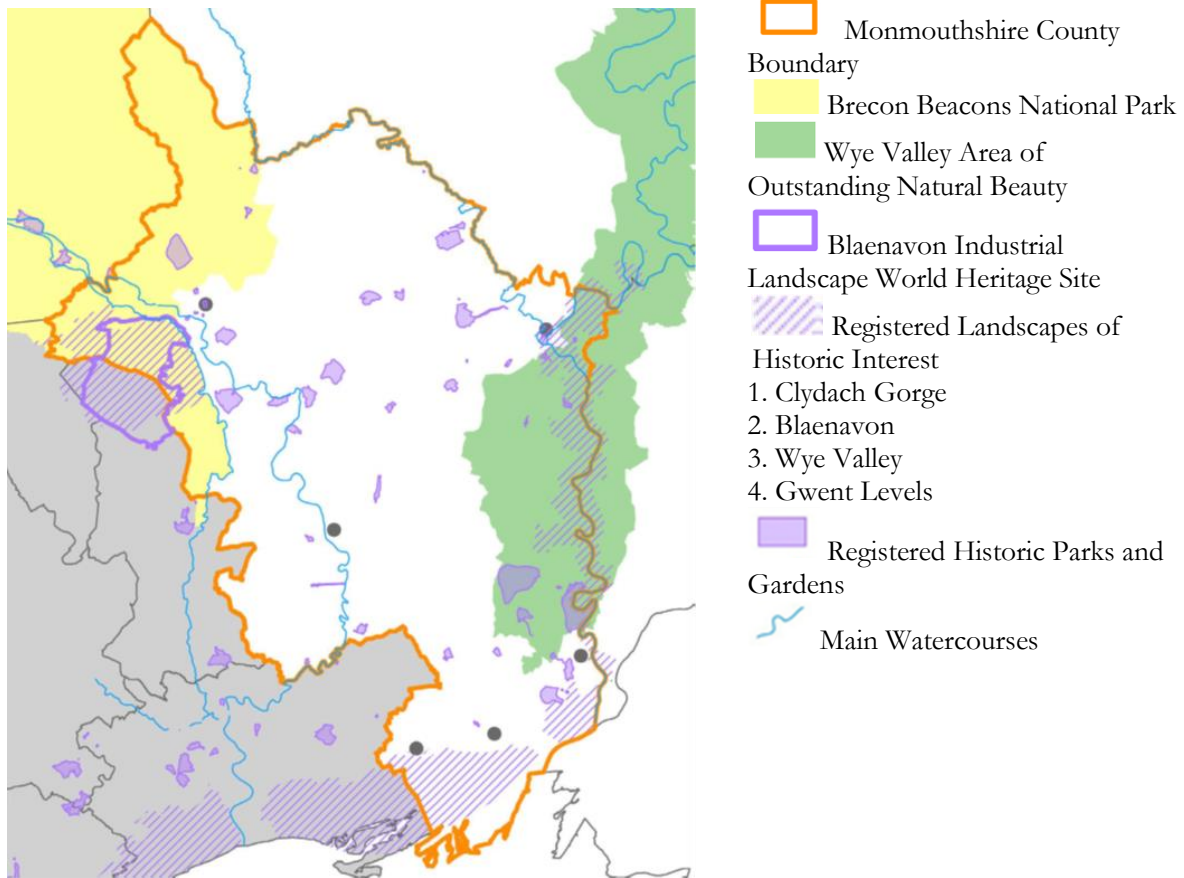 Monmouthshire County
Boundary
Brecon Beacons National Park
Wye Valley Area of
Outstanding Natural Beauty
Blaenavon Industrial
Landscape World Heritage Site
Registered Landscapes of
Historic Interest
1. Clydach Gorge
2. Blaenavon
3. Wye Valley
4. Gwent Levels
Registered Historic Parks and
Gardens
Main Watercourses